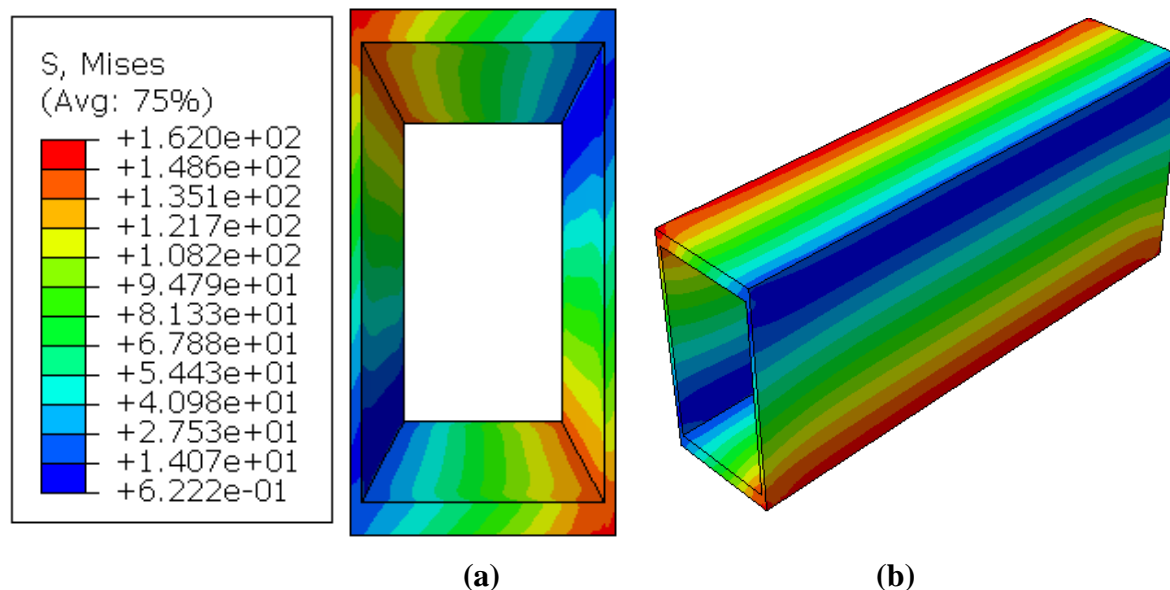 S, Mises
(Avg: 75%)
+1.620e+02
+1.486e+02
+1.351e+02
+1.217e+02
+1.082e+02
+9.479e+01
+8.133e+01
+6.788e+01
+5.443e+01
+4.098e+01
+2.753e+01
+1.407e+01
+6.222e-01
(a)
(b)